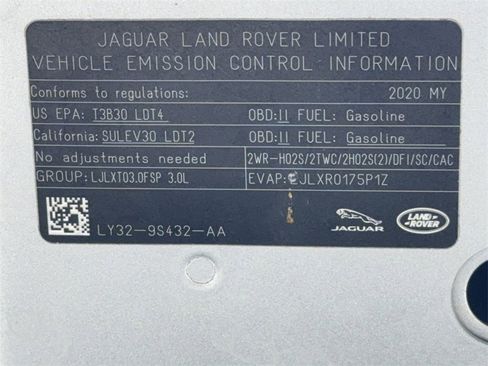 JAGUAR LAND ROVER LIMITED
VEHICLE EMISSION CONTROL INFORMATION
Conforms to regulations: 2020 MY
US EPA: T3B30 LDT4 OBD:II FUEL: Gasoline
California: SULEV30 LDT2 OBD:II FUEL: Gasoline
No adjustments needed 2WR-HO2S/2TWC/2HO2S(2)/DFI/SC/CAC
GROUP: LJLXT03.0FSP 3.0L EVAP: LJLXR0175P1Z
LY32-9S432-AA
JAGUAR
LAND-
ROVER